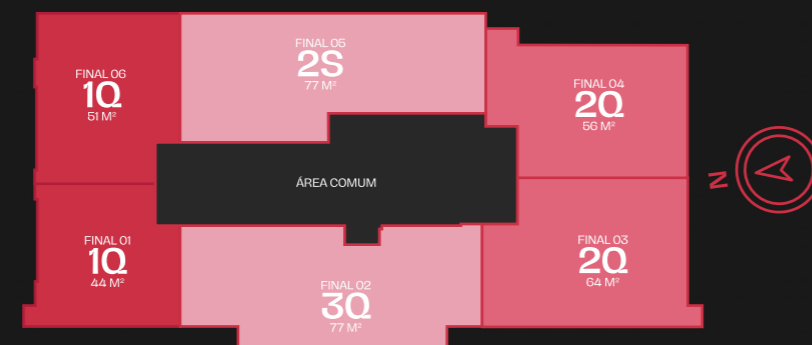 FINAL 06
1Q
51 M²
FINAL 05
2S
77 M²
FINAL 04
2Q
56 M²
ÁREA COMUM
N
FINAL 01
1Q
44 M²
FINAL 02
3Q
77 M²
FINAL 03
2Q
64 M²